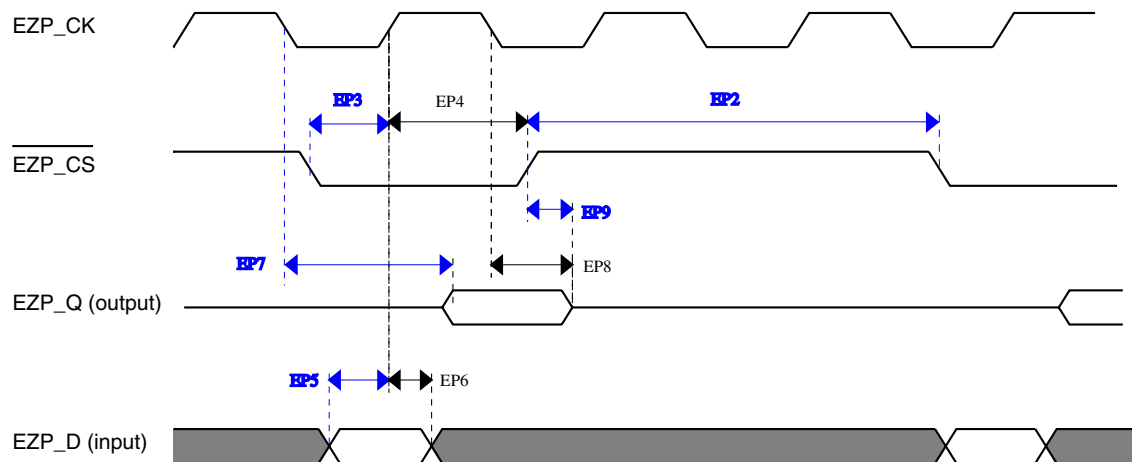 EZP_CK
EP3
EP4
EP2
EZP_CS
EP9
EP7
EP8
EZP_Q (output)
EP5
EP6
EZP_D (input)